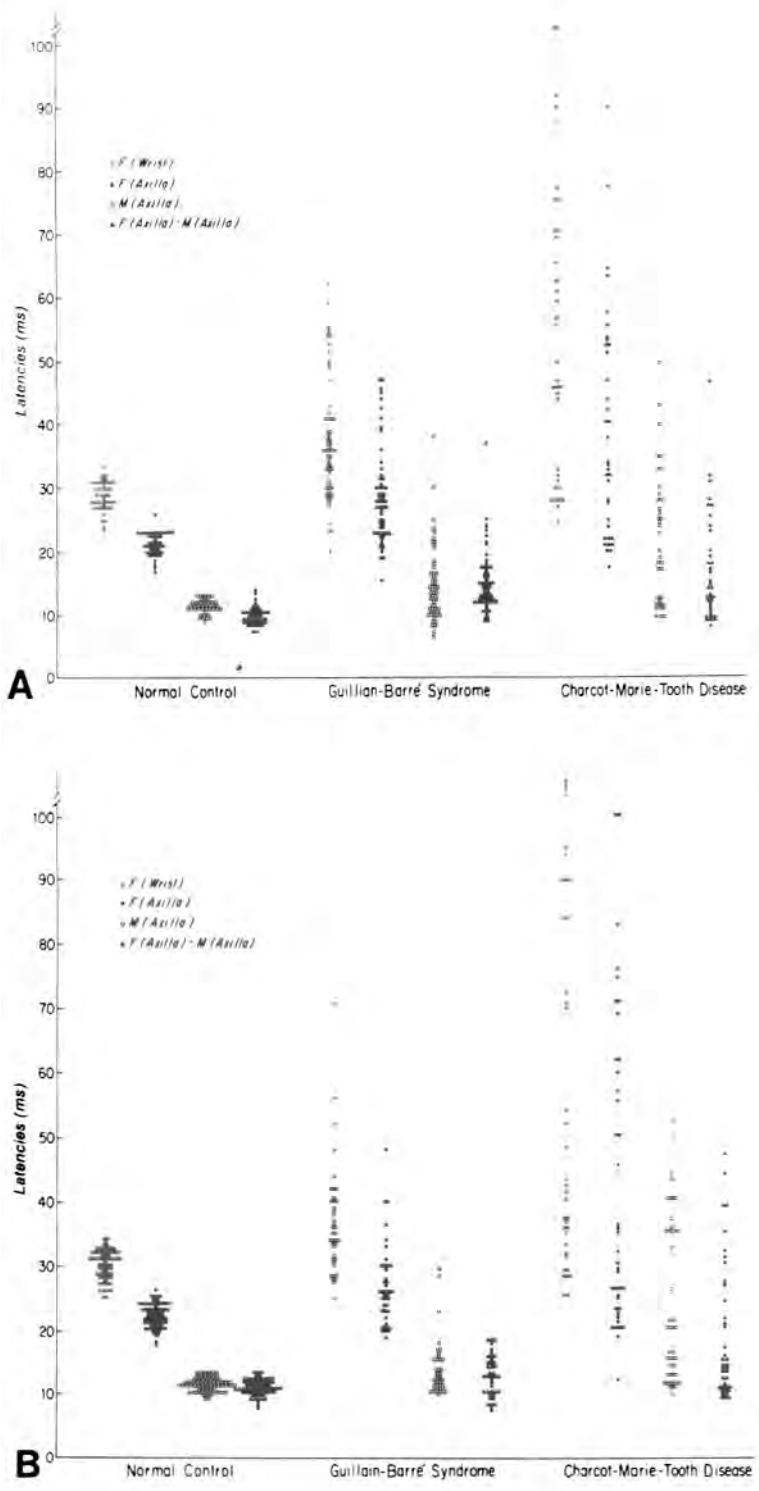 100
90
80
70
60
50
40
30
20
10
0
Latencies (ms)
F (Wrist)
F (Axilla)
M (Axilla)
F (Axilla) - M (Axilla)
A
Normal Control
Guillian-Barré Syndrome
Charcot-Marie-Tooth Disease
100
90
80
70
60
50
40
30
20
10
0
Latencies (ms)
F (Wrist)
F (Axilla)
M (Axilla)
F (Axilla) - M (Axilla)
B
Normal Control
Guillain-Barré Syndrome
Charcot-Marie-Tooth Disease